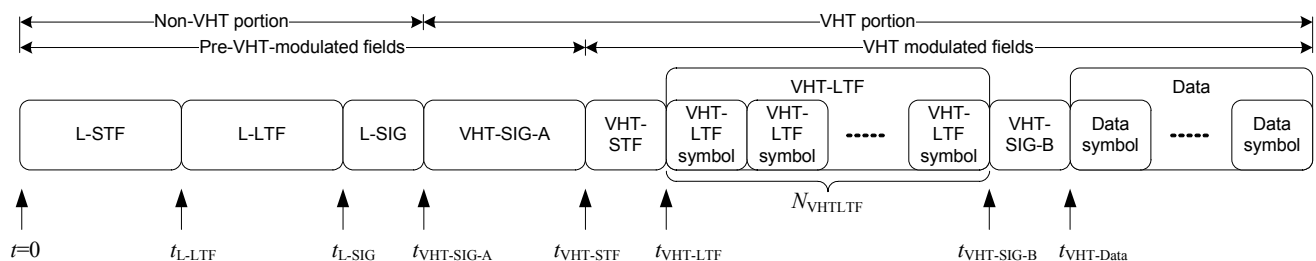 Non-VHT portion
VHT portion
Pre-VHT-modulated fields
VHT modulated fields
L-STF
L-LTF
L-SIG
VHT-SIG-A
VHT-
STF
VHT-LTF
VHT-
LTF
symbol
VHT-
LTF
symbol
VHT-
LTF
symbol
VHT-
SIG-B
Data
Data
symbol
Data
symbol
N_VHTLTF
t=0
t_L-LTF
t_L-SIG
t_VHT-SIG-A
t_VHT-STF
t_VHT-LTF
t_VHT-SIG-B
t_VHT-Data